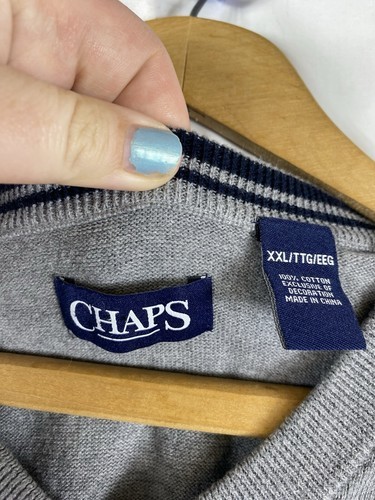 CHAPS
XXL/TTG/EEG
100% COTTON
EXCLUSIVE OF
DECORATION
MADE IN CHINA